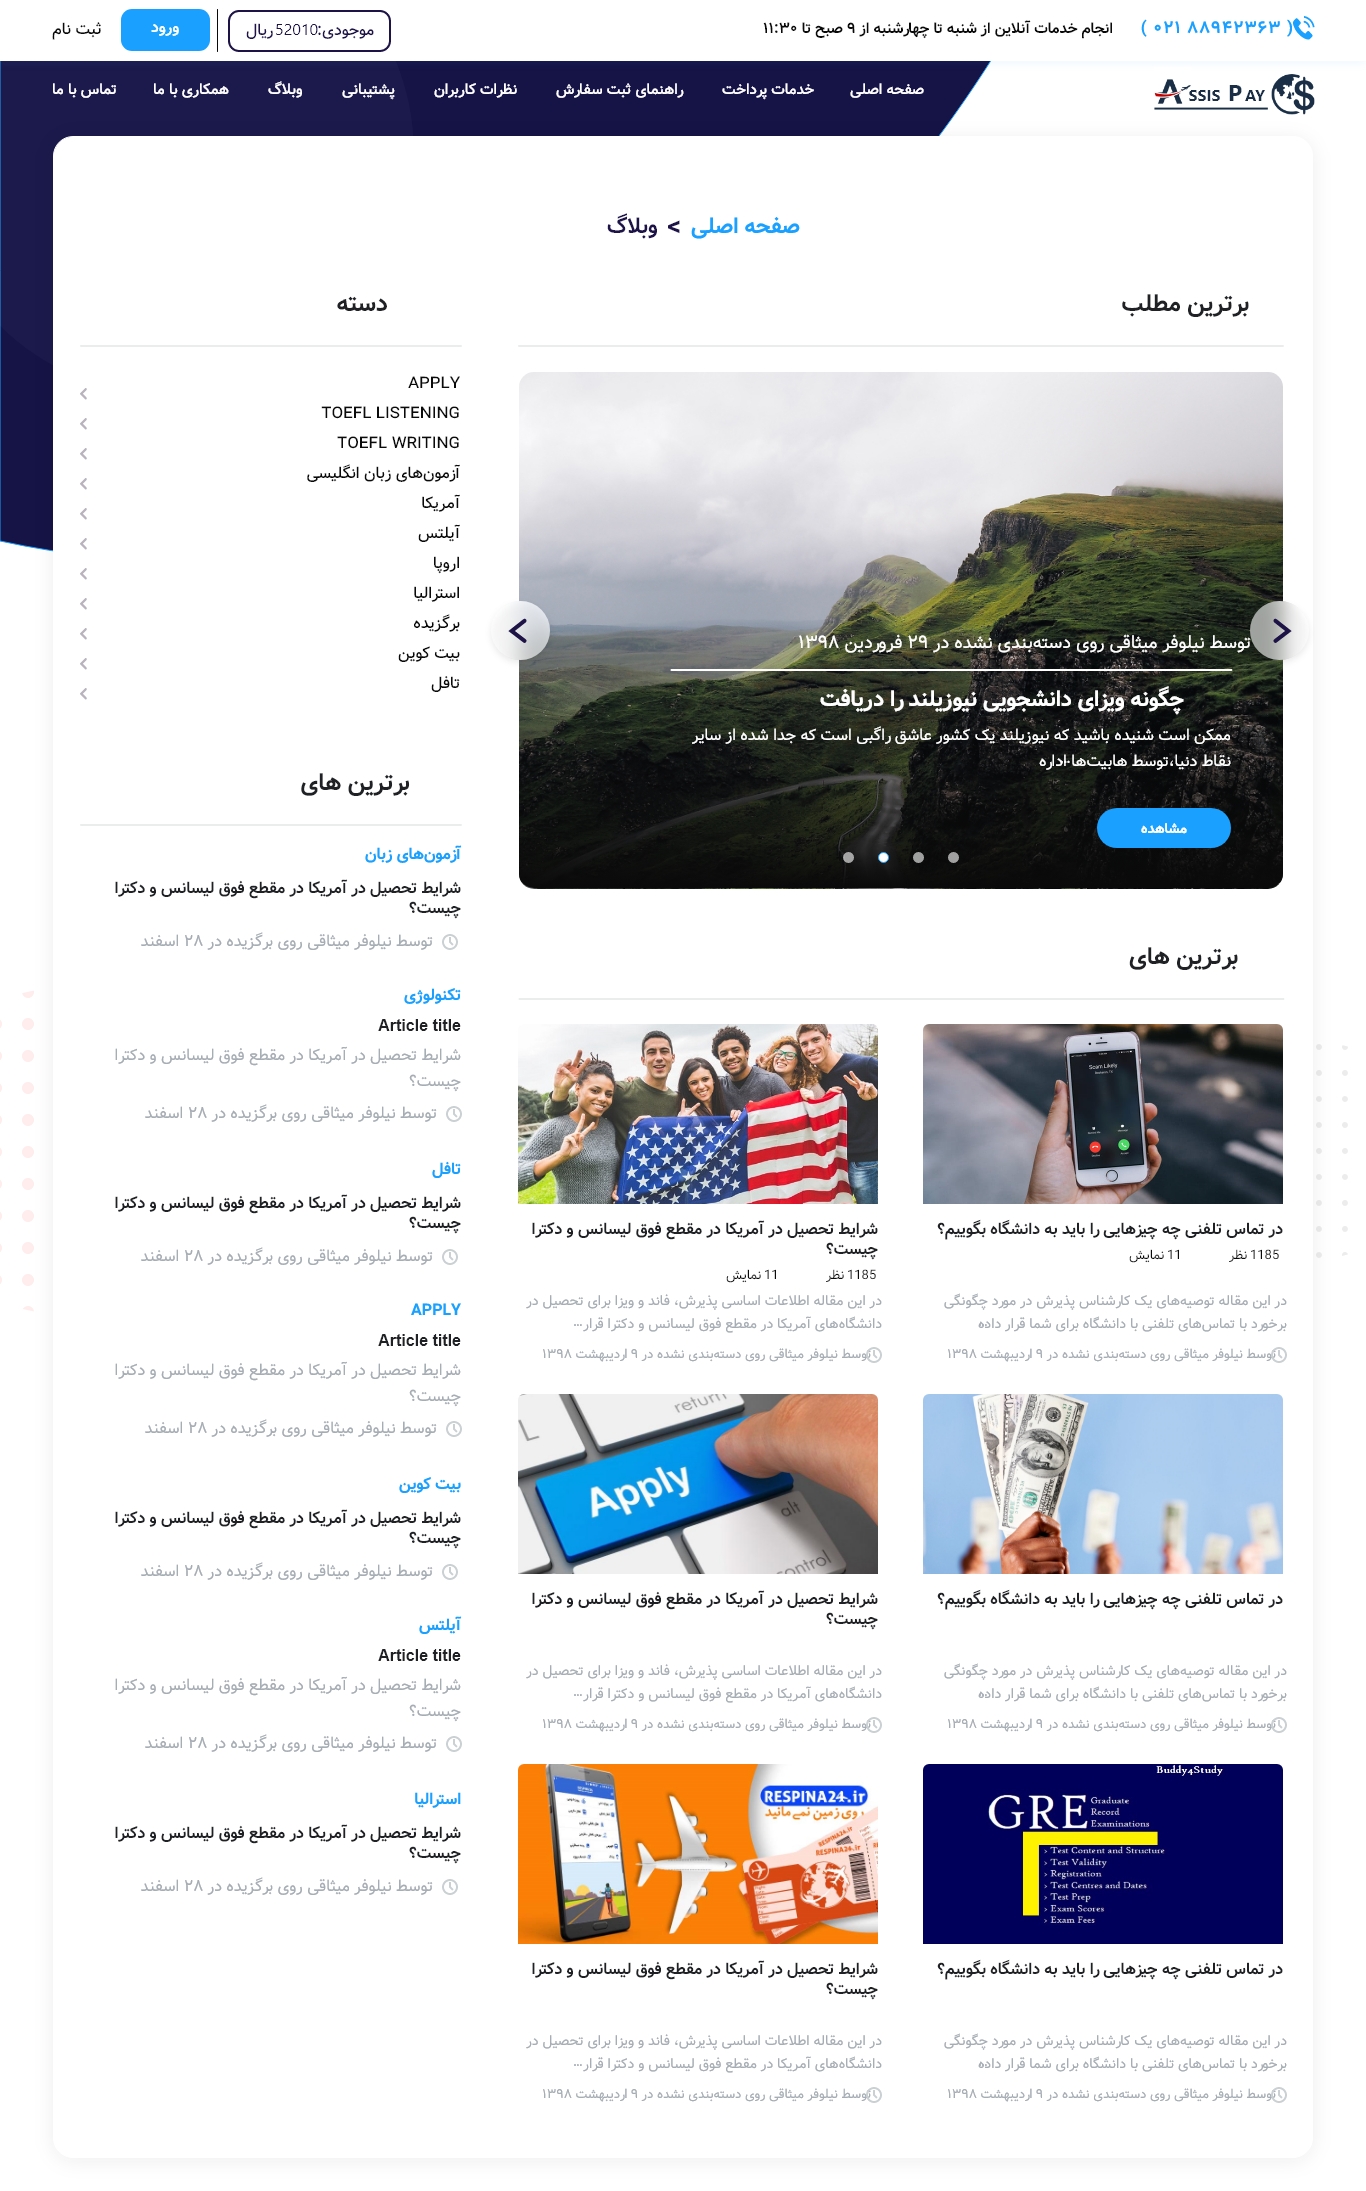 ( ۰۲۱ ۸۸۹۴۲۳۶۳ )
انجام خدمات آنلاین از شنبه تا چهارشنبه از ۹ صبح تا ۱۱:۳۰
موجودی:52010ریال
ورود
ثبت نام
ASSIS PAY
صفحه اصلی
خدمات پرداخت
راهنمای ثبت سفارش
نظرات کاربران
پشتیبانی
وبلاگ
همکاری با ما
تماس با ما
صفحه اصلی > وبلاگ
برترین مطلب
توسط نیلوفر میثاقی روی دسته‌بندی نشده در ۲۹ فروردین ۱۳۹۸
چگونه ویزای دانشجویی نیوزیلند را دریافت
ممکن است شنیده باشید که نیوزیلند یک کشور عاشق راگبی است که جدا شده از سایر
نقاط دنیا،توسط هابیت‌ها-اداره
مشاهده
برترین های
Scam Likely
در تماس تلفنی چه چیزهایی را باید به دانشگاه بگوییم؟
1185 نظر
11 نمایش
در این مقاله توصیه‌های یک کارشناس پذیرش در مورد چگونگی
برخورد با تماس‌های تلفنی با دانشگاه برای شما قرار داده
توسط نیلوفر میثاقی روی دسته‌بندی نشده در ۹ اردیبهشت ۱۳۹۸
شرایط تحصیل در آمریکا در مقطع فوق لیسانس و دکترا
چیست؟
1185 نظر
11 نمایش
در این مقاله اطلاعات اساسی پذیرش، فاند و ویزا برای تحصیل در
دانشگاه‌های آمریکا در مقطع فوق لیسانس و دکترا قرار...
توسط نیلوفر میثاقی روی دسته‌بندی نشده در ۹ اردیبهشت ۱۳۹۸
در تماس تلفنی چه چیزهایی را باید به دانشگاه بگوییم؟
در این مقاله توصیه‌های یک کارشناس پذیرش در مورد چگونگی
برخورد با تماس‌های تلفنی با دانشگاه برای شما قرار داده
توسط نیلوفر میثاقی روی دسته‌بندی نشده در ۹ اردیبهشت ۱۳۹۸
return
L
Apply
alt
control
شرایط تحصیل در آمریکا در مقطع فوق لیسانس و دکترا
چیست؟
در این مقاله اطلاعات اساسی پذیرش، فاند و ویزا برای تحصیل در
دانشگاه‌های آمریکا در مقطع فوق لیسانس و دکترا قرار...
توسط نیلوفر میثاقی روی دسته‌بندی نشده در ۹ اردیبهشت ۱۳۹۸
Buddy4Study
GRE
Graduate
Record
Examinations
› Test Content and Structure
› Test Validity
› Registration
› Test Centres and Dates
› Test Prep
› Exam Scores
› Exam Fees
در تماس تلفنی چه چیزهایی را باید به دانشگاه بگوییم؟
در این مقاله توصیه‌های یک کارشناس پذیرش در مورد چگونگی
برخورد با تماس‌های تلفنی با دانشگاه برای شما قرار داده
توسط نیلوفر میثاقی روی دسته‌بندی نشده در ۹ اردیبهشت ۱۳۹۸
RESPINA24.ir
روی زمین نمی‌مانید
RESPINA24.ir
RESPINA24.ir
شرایط تحصیل در آمریکا در مقطع فوق لیسانس و دکترا
چیست؟
در این مقاله اطلاعات اساسی پذیرش، فاند و ویزا برای تحصیل در
دانشگاه‌های آمریکا در مقطع فوق لیسانس و دکترا قرار...
توسط نیلوفر میثاقی روی دسته‌بندی نشده در ۹ اردیبهشت ۱۳۹۸
دسته
APPLY
TOEFL LISTENING
TOEFL WRITING
آزمون‌های زبان انگلیسی
آمریکا
آیلتس
اروپا
استرالیا
برگزیده
بیت کوین
تافل
برترین های
آزمون‌های زبان
شرایط تحصیل در آمریکا در مقطع فوق لیسانس و دکترا
چیست؟
توسط نیلوفر میثاقی روی برگزیده در ۲۸ اسفند
تکنولوژی
Article title
شرایط تحصیل در آمریکا در مقطع فوق لیسانس و دکترا
چیست؟
توسط نیلوفر میثاقی روی برگزیده در ۲۸ اسفند
تافل
شرایط تحصیل در آمریکا در مقطع فوق لیسانس و دکترا
چیست؟
توسط نیلوفر میثاقی روی برگزیده در ۲۸ اسفند
APPLY
Article title
شرایط تحصیل در آمریکا در مقطع فوق لیسانس و دکترا
چیست؟
توسط نیلوفر میثاقی روی برگزیده در ۲۸ اسفند
بیت کوین
شرایط تحصیل در آمریکا در مقطع فوق لیسانس و دکترا
چیست؟
توسط نیلوفر میثاقی روی برگزیده در ۲۸ اسفند
آیلتس
Article title
شرایط تحصیل در آمریکا در مقطع فوق لیسانس و دکترا
چیست؟
توسط نیلوفر میثاقی روی برگزیده در ۲۸ اسفند
استرالیا
شرایط تحصیل در آمریکا در مقطع فوق لیسانس و دکترا
چیست؟
توسط نیلوفر میثاقی روی برگزیده در ۲۸ اسفند